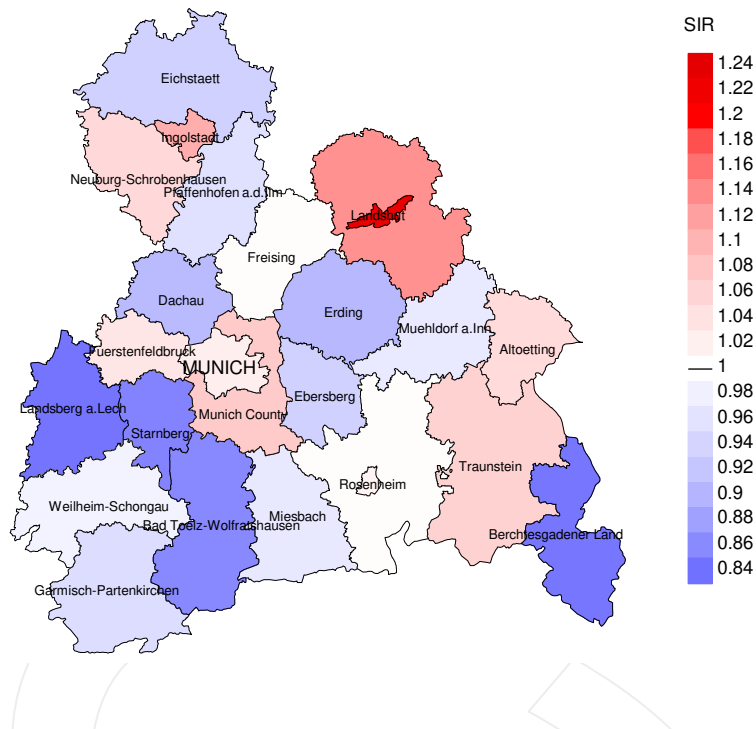 SIR
1.24
1.22
1.2
1.18
1.16
1.14
1.12
1.1
1.08
1.06
1.04
1.02
1
0.98
0.96
0.94
0.92
0.9
0.88
0.86
0.84
Eichstaett
Ingolstadt
Neuburg-Schrobenhausen
Pfaffenhofen a.d.Ilm
Landshut
Freising
Dachau
Erding
Muehldorf a.Inn
Fuerstenfeldbruck
Altoetting
MUNICH
Ebersberg
Landsberg a.Lech
Munich County
Starnberg
Traunstein
Rosenheim
Weilheim-Schongau
Miesbach
Bad Toelz-Wolfratshausen
Berchtesgadener Land
Garmisch-Partenkirchen